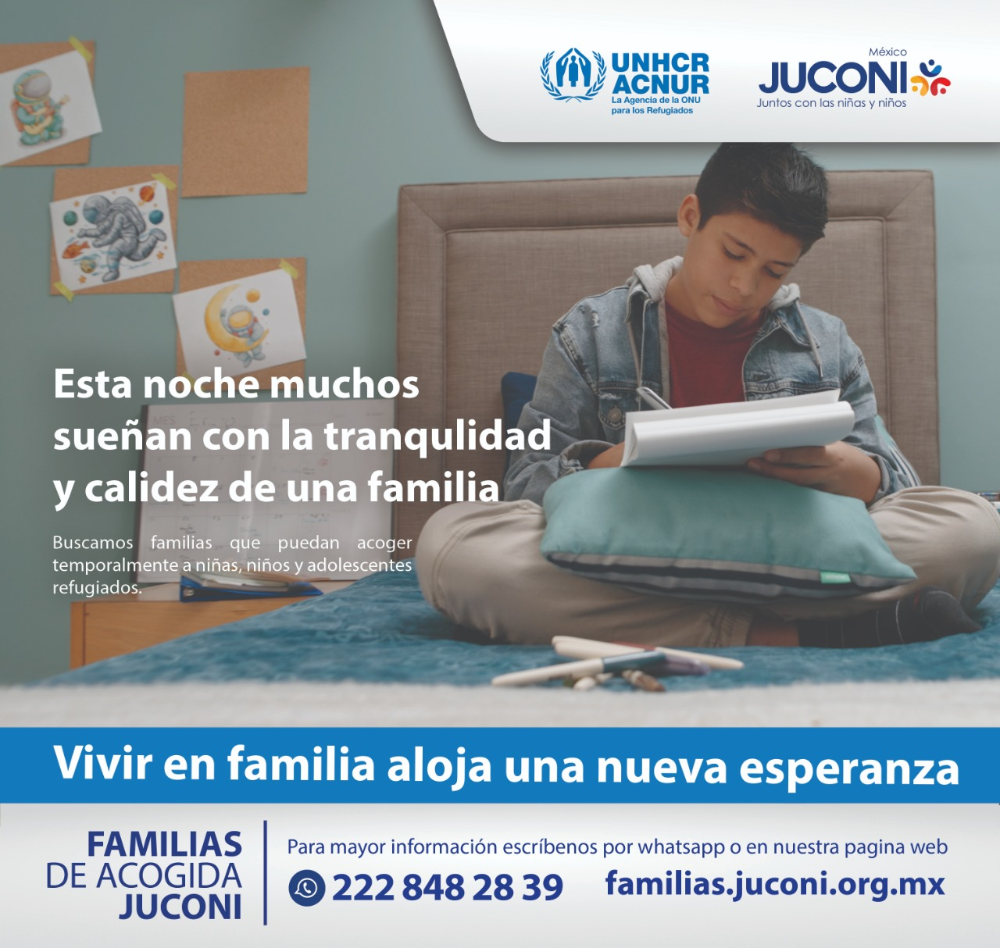 UNHCR
ACNUR
La Agencia de la ONU
para los Refugiados
México
JUCONI
Juntos con las niñas y niños
MES
Esta noche muchos
sueñan con la tranqulidad
y calidez de una familia
Buscamos familias que puedan acoger
temporalmente a niñas, niños y adolescentes
refugiados.
Vivir en familia aloja una nueva esperanza
FAMILIAS
DE ACOGIDA
JUCONI
Para mayor información escríbenos por whatsapp o en nuestra pagina web
222 848 28 39
familias.juconi.org.mx